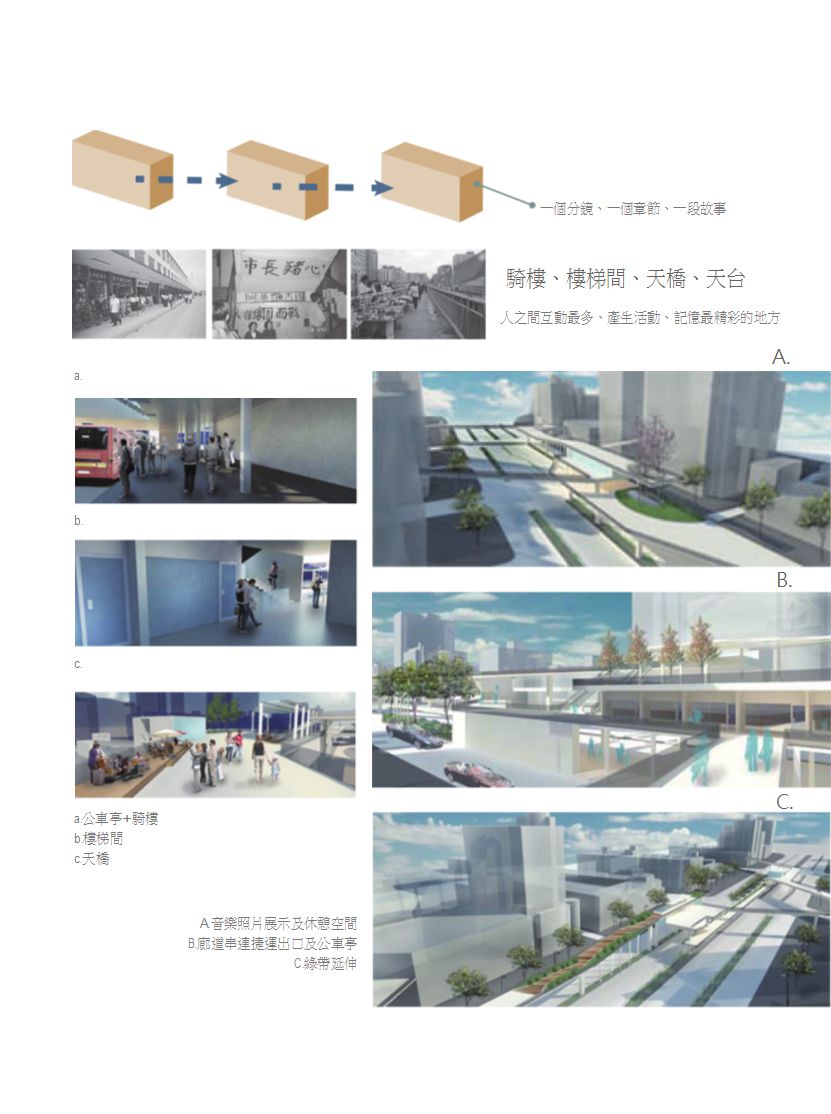 一個分鏡、一個章節、一段故事
市長豬心
騎樓、樓梯間、天橋、天台
人之間互動最多、產生活動、記憶最精彩的地方
A.
a.
b.
B.
c.
C.
a.公車亭+騎樓
b.樓梯間
c.天橋
A.音樂照片展示及休憩空間
B.廊道串連捷運出口及公車亭
C.綠帶延伸